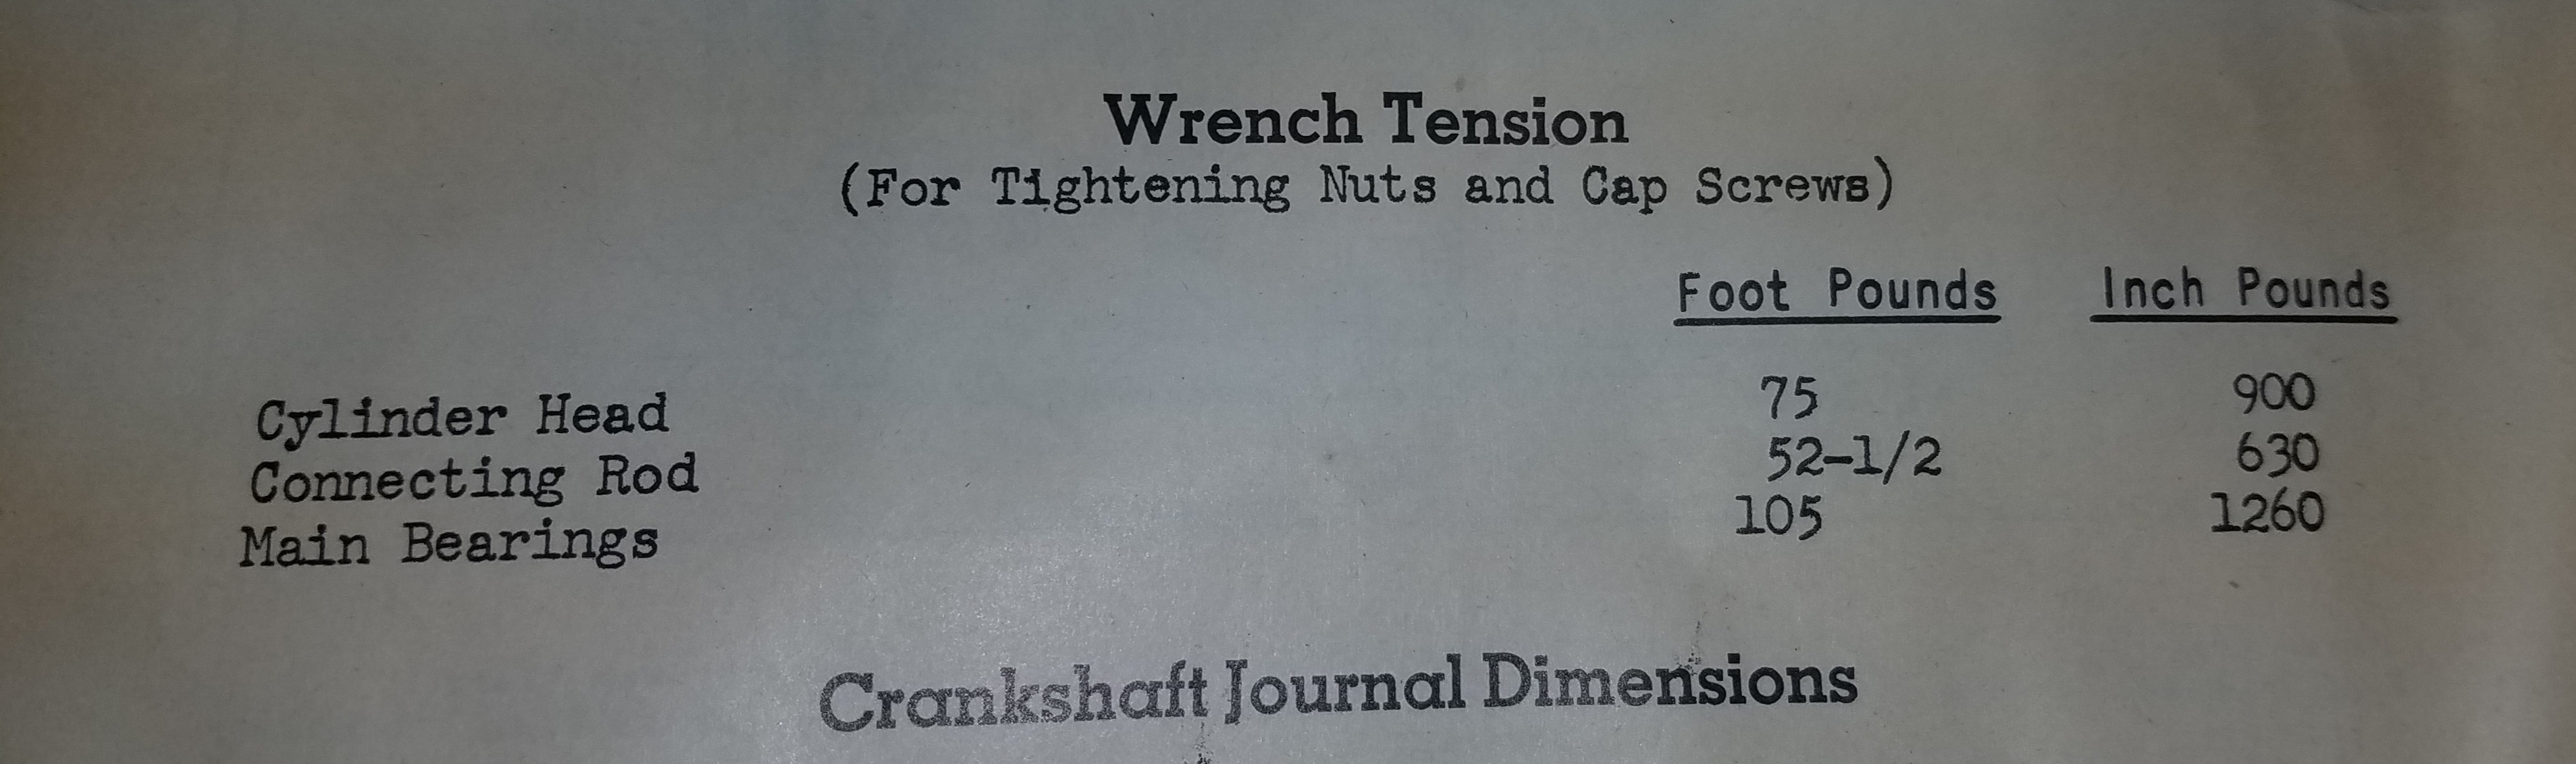 Wrench Tension
(For Tightening Nuts and Cap Screws)
Foot Pounds Inch Pounds
Cylinder Head 75 900
Connecting Rod 52-1/2 630
Main Bearings 105 1260
Crankshaft Journal Dimensions